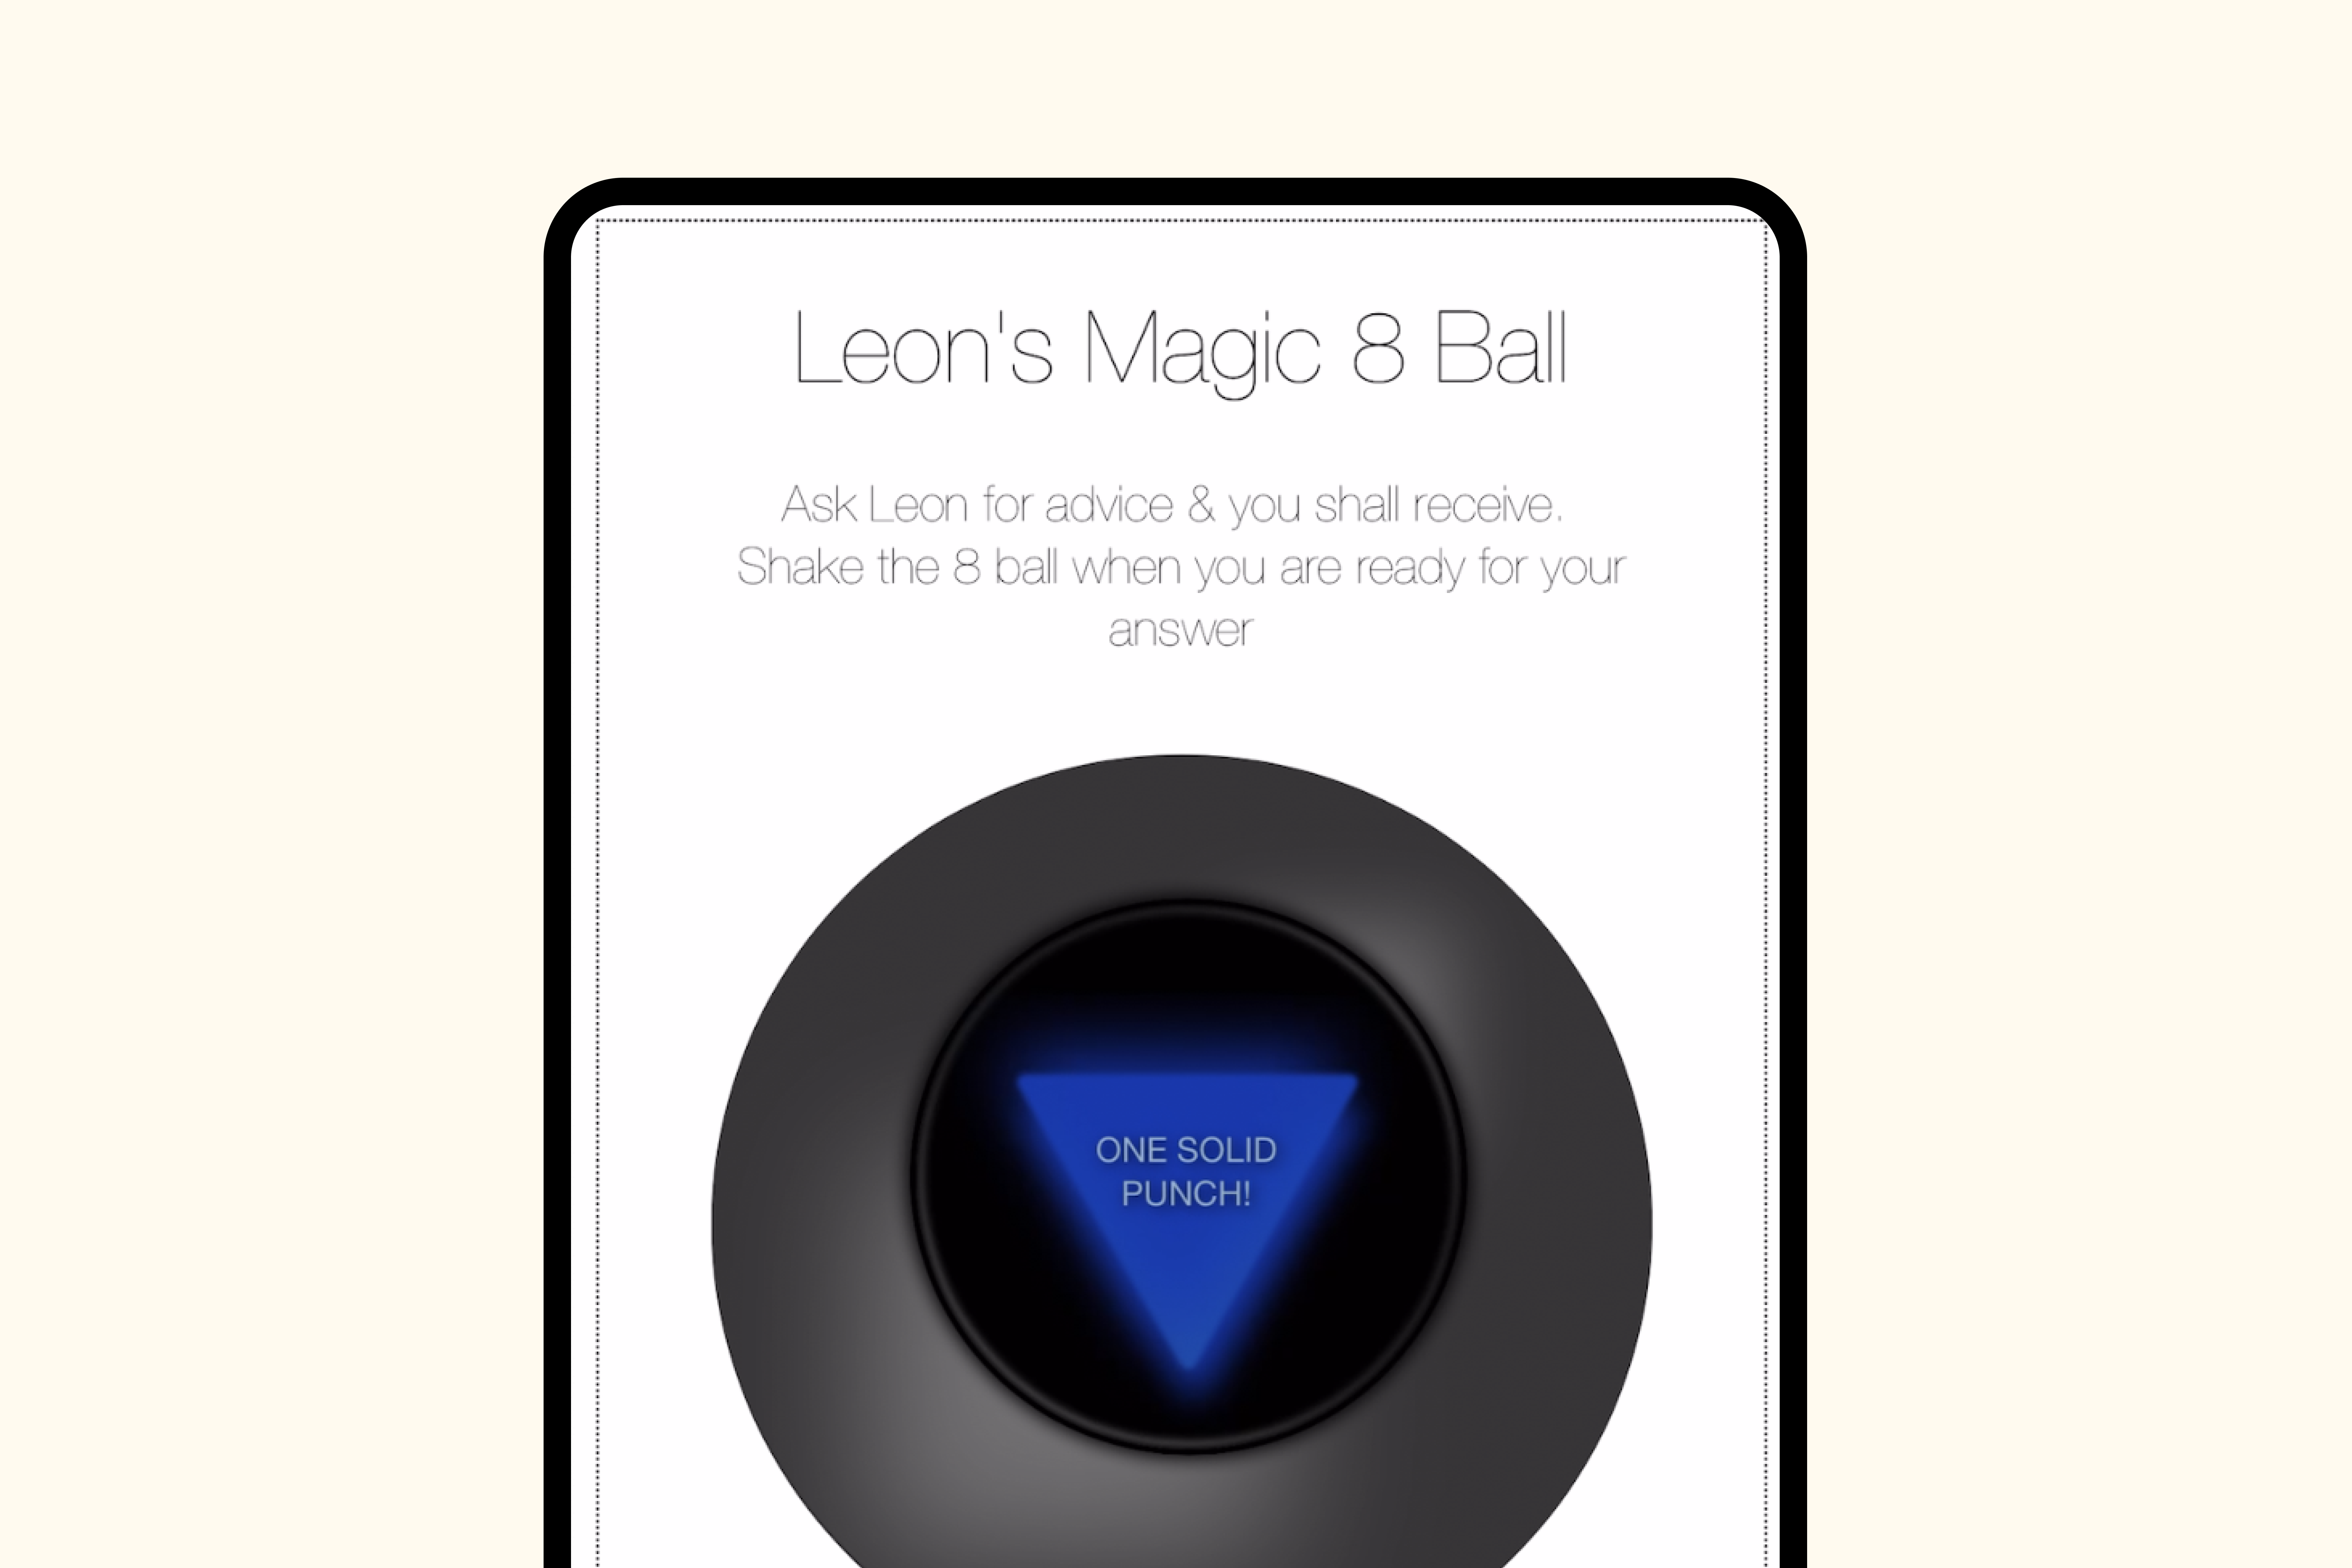 Leon's Magic 8 Ball
Ask Leon for advice & you shall receive.
Shake the 8 ball when you are ready for your
answer
ONE SOLID
PUNCH!